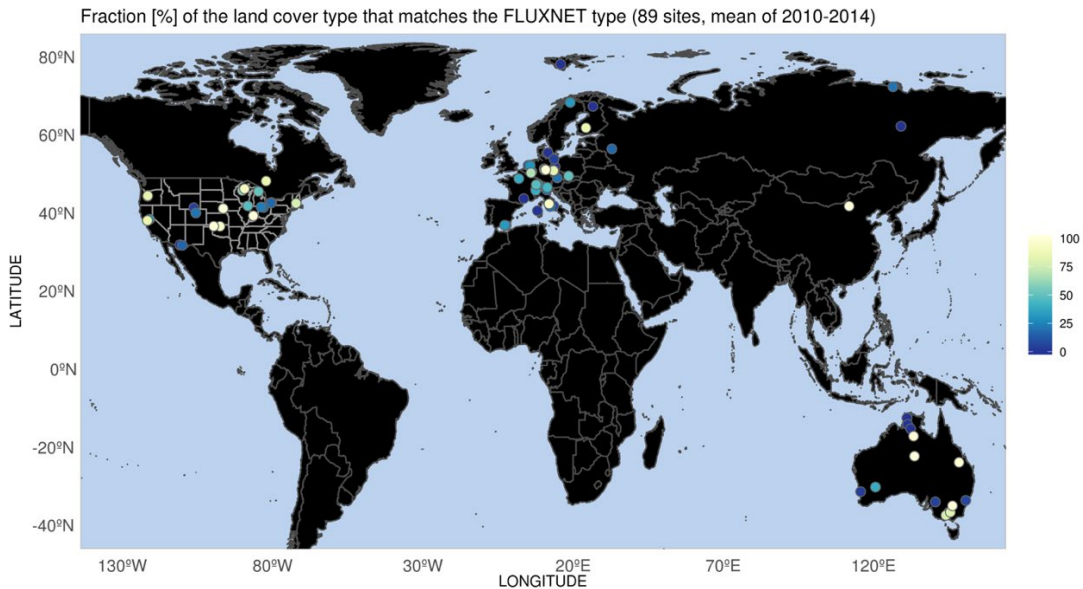 Fraction [%] of the land cover type that matches the FLUXNET type (89 sites, mean of 2010-2014)
80ºN
60ºN
40ºN
20ºN
0ºN
-20ºN
-40ºN
LATITUDE
130ºW
80ºW
30ºW
20ºE
70ºE
120ºE
LONGITUDE
100
75
50
25
0